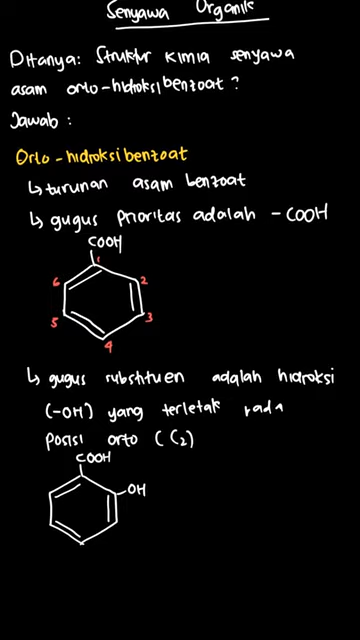 Senyawa Organik
Ditanya: Struktur kimia senyawa
asam orto-hidroksibenzoat?
Jawab:
Orto-hidroksibenzoat
↳ turunan asam benzoat
↳ gugus prioritas adalah -COOH
COOH
1
6 2
5 3
4
↳ gugus substituen adalah hidroksi
(-OH) yang terletak pada
posisi orto (C2)
COOH
-OH